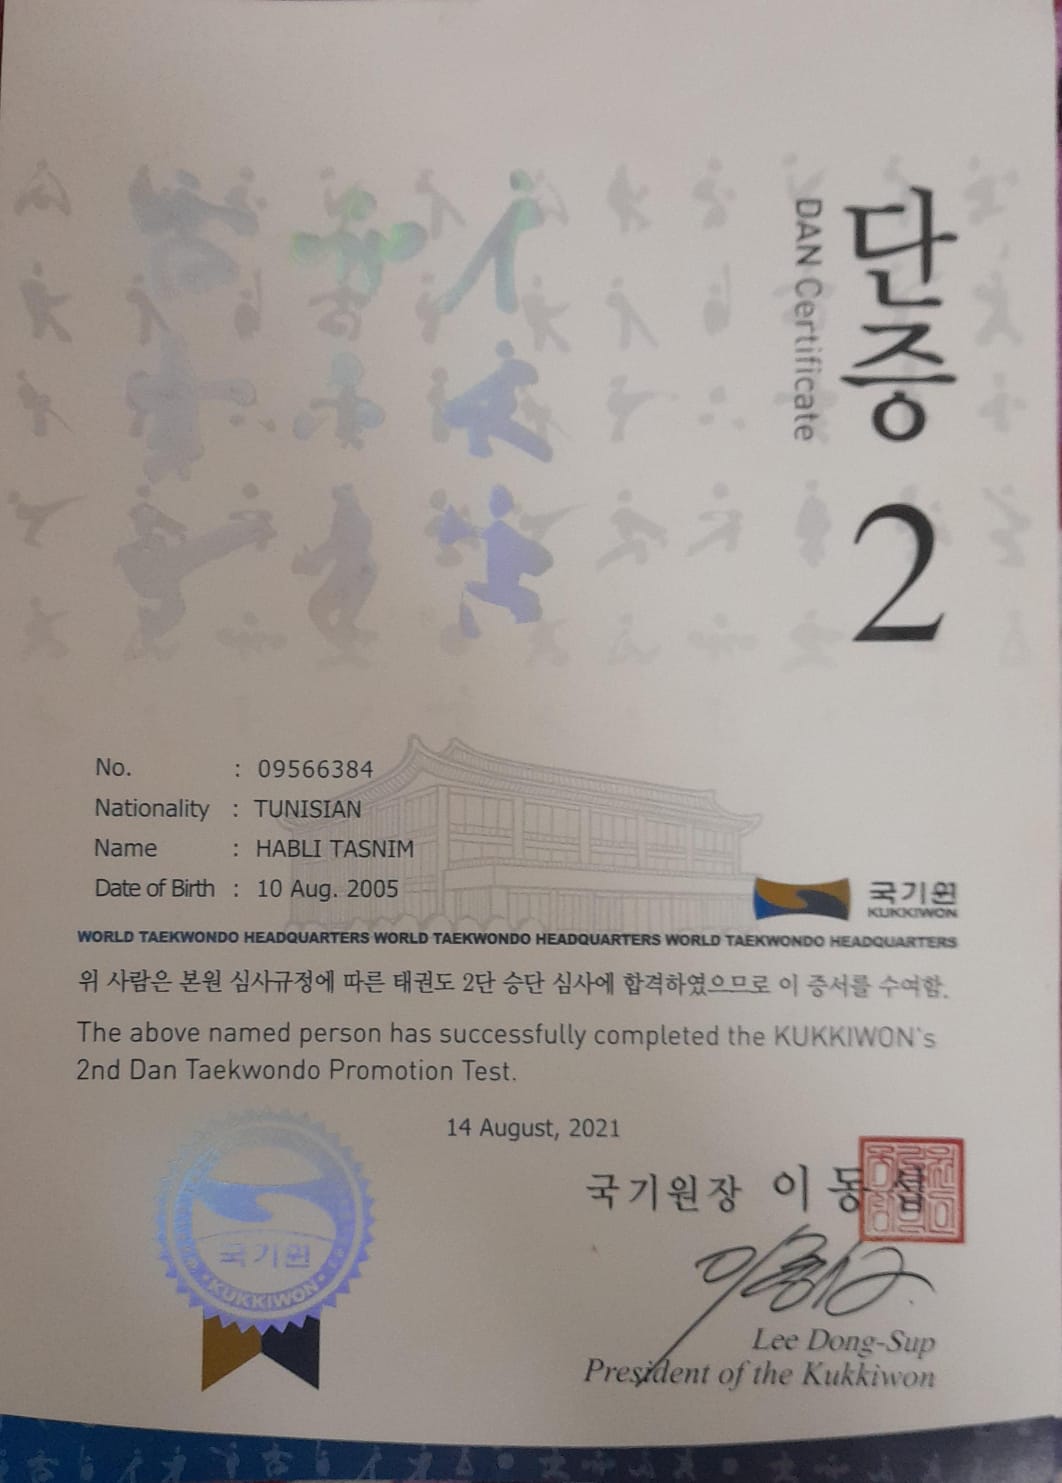 단증 2
DAN Certificate
No. : 09566384
Nationality : TUNISIAN
Name : HABLI TASNIM
Date of Birth : 10 Aug. 2005
국기원
KUKKIWON
WORLD TAEKWONDO HEADQUARTERS WORLD TAEKWONDO HEADQUARTERS WORLD TAEKWONDO HEADQUARTERS
위 사람은 본원 심사규정에 따른 태권도 2단 승단 심사에 합격하였으므로 이 증서를 수여함.
The above named person has successfully completed the KUKKIWON's
2nd Dan Taekwondo Promotion Test.
14 August, 2021
국기원장 이동섭
국기원
KUKKIWON
Lee Dong-Sup
President of the Kukkiwon